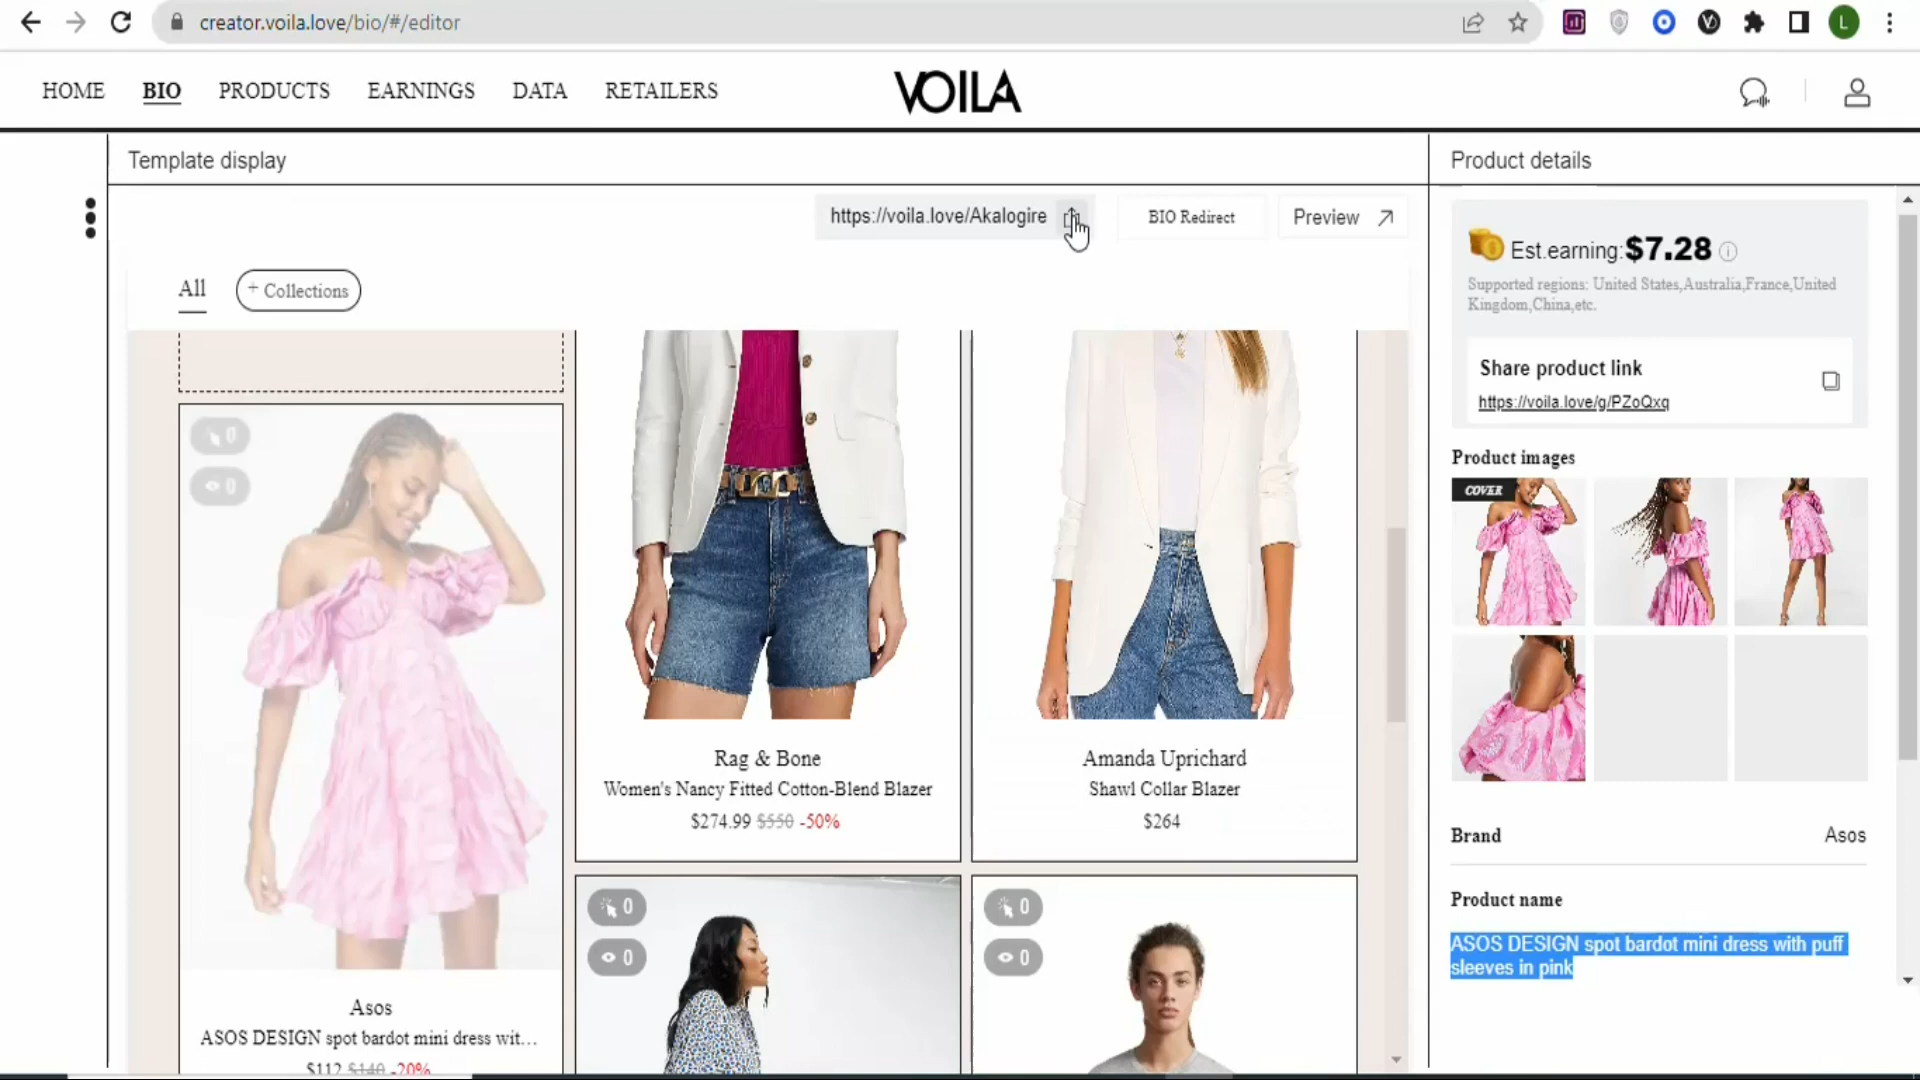 creator.voila.love/bio/#/editor
L
HOME BIO PRODUCTS EARNINGS DATA RETAILERS
VOILA
Template display
Product details
https://voila.love/Akalogire
BIO Redirect
Preview
All
+ Collections
Est.earning:$7.28
Supported regions: United States,Australia,France,United
Kingdom,China,etc.
Share product link
https://voila.love/g/PZoQxq
Product images
COVER
0
0
Rag & Bone
Women's Nancy Fitted Cotton-Blend Blazer
$274.99 $550 -50%
Amanda Uprichard
Shawl Collar Blazer
$264
Brand
Asos
Product name
ASOS DESIGN spot bardot mini dress with puff
sleeves in pink
0
0
0
0
Asos
ASOS DESIGN spot bardot mini dress wit...
$112 $140 -20%